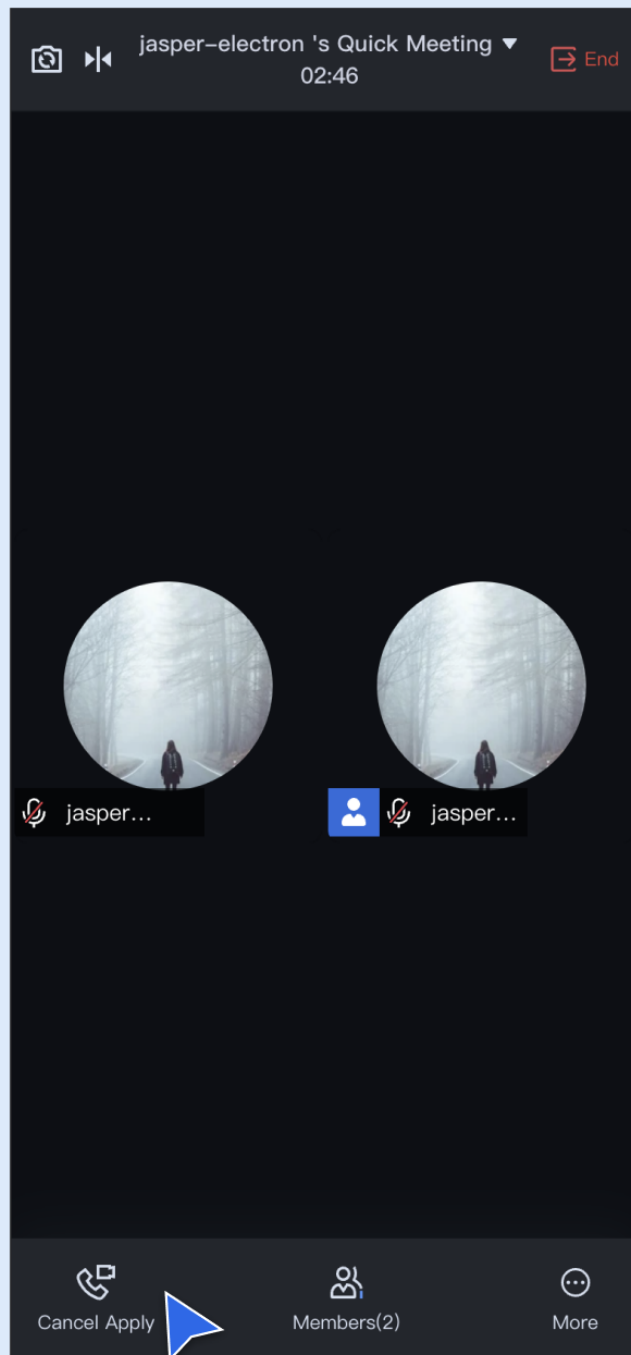 jasper-electron 's Quick Meeting ▼
02:46
End
jasper...
jasper...
Cancel Apply
Members(2)
More